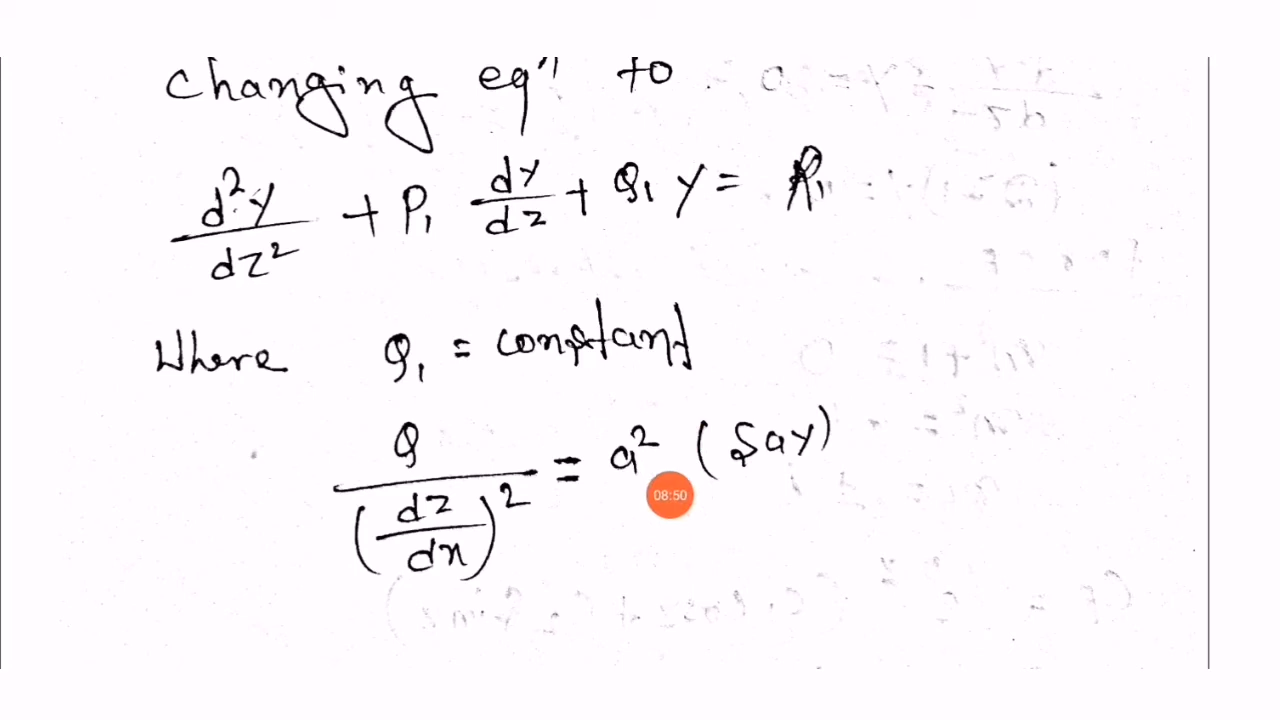 changing eqⁿ to
d²y/dz² + P₁ dy/dz + Q₁ y = R₁
Where Q₁ = constant
Q/(dz/dx)² = a² (Say)
08:50